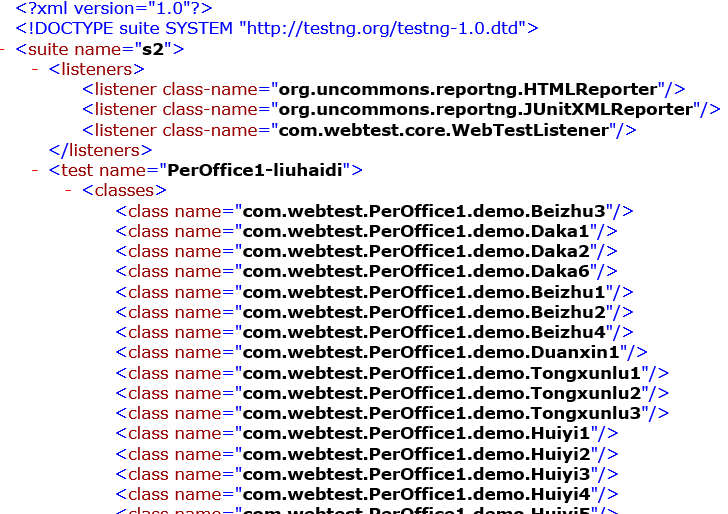 <?xml version="1.0"?>
<!DOCTYPE suite SYSTEM "http://testng.org/testng-1.0.dtd">
- <suite name="s2">
- <listeners>
<listener class-name="org.uncommons.reportng.HTMLReporter"/>
<listener class-name="org.uncommons.reportng.JUnitXMLReporter"/>
<listener class-name="com.webtest.core.WebTestListener"/>
</listeners>
- <test name="PerOffice1-liuhaidi">
- <classes>
<class name="com.webtest.PerOffice1.demo.Beizhu3"/>
<class name="com.webtest.PerOffice1.demo.Daka1"/>
<class name="com.webtest.PerOffice1.demo.Daka2"/>
<class name="com.webtest.PerOffice1.demo.Daka6"/>
<class name="com.webtest.PerOffice1.demo.Beizhu1"/>
<class name="com.webtest.PerOffice1.demo.Beizhu2"/>
<class name="com.webtest.PerOffice1.demo.Beizhu4"/>
<class name="com.webtest.PerOffice1.demo.Duanxin1"/>
<class name="com.webtest.PerOffice1.demo.Tongxunlu1"/>
<class name="com.webtest.PerOffice1.demo.Tongxunlu2"/>
<class name="com.webtest.PerOffice1.demo.Tongxunlu3"/>
<class name="com.webtest.PerOffice1.demo.Huiyi1"/>
<class name="com.webtest.PerOffice1.demo.Huiyi2"/>
<class name="com.webtest.PerOffice1.demo.Huiyi3"/>
<class name="com.webtest.PerOffice1.demo.Huiyi4"/>
<class name="com.webtest.PerOffice1.demo.Huiyi5"/>